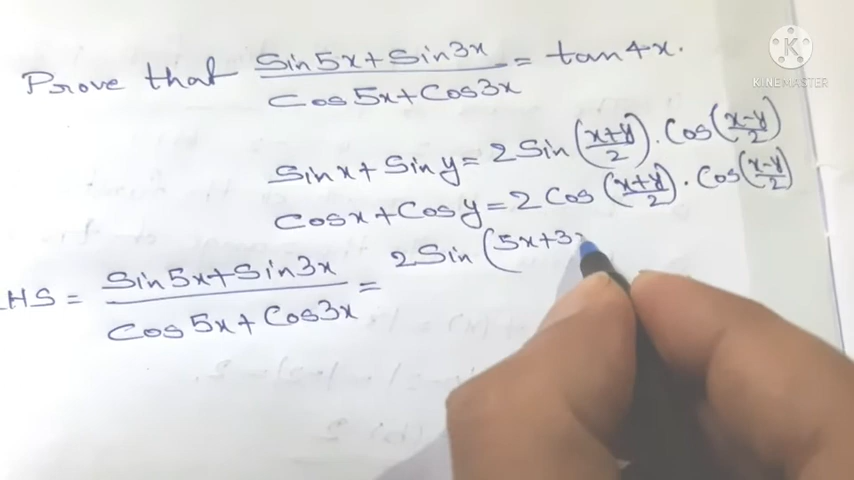 K
KINEMASTER
Prove that Sin5x+Sin3x / Cos5x+Cos3x = tan4x.
Sinx+Siny=2Sin(x+y/2).Cos(x-y/2)
Cosx+Cosy=2Cos(x+y/2).Cos(x-y/2)
LHS = Sin5x+Sin3x / Cos5x+Cos3x = 2Sin(5x+3